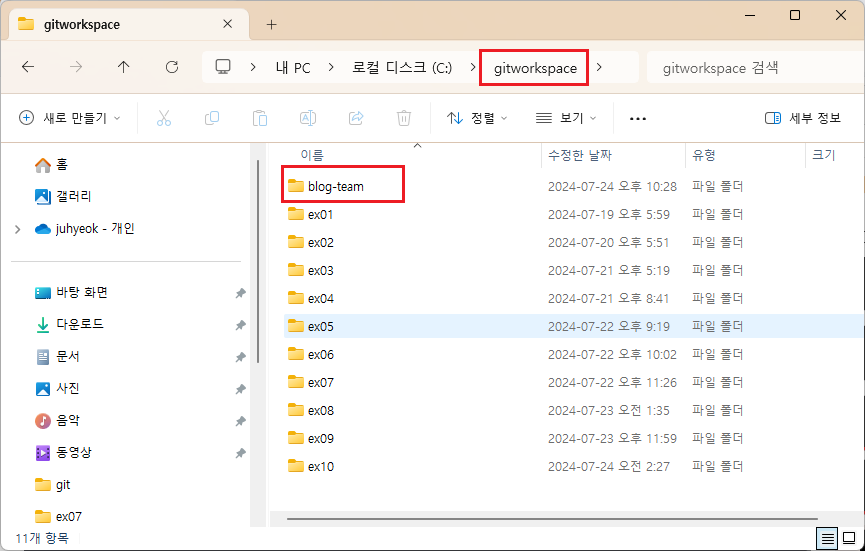 gitworkspace
내 PC > 로컬 디스크 (C:) > gitworkspace >
gitworkspace 검색
새로 만들기
정렬
보기
세부 정보
홈
갤러리
juhyeok - 개인
바탕 화면
다운로드
문서
사진
음악
동영상
git
ex07
이름 수정한 날짜 유형 크기
blog-team 2024-07-24 오후 10:28 파일 폴더
ex01 2024-07-19 오후 5:59 파일 폴더
ex02 2024-07-20 오후 5:51 파일 폴더
ex03 2024-07-21 오후 5:19 파일 폴더
ex04 2024-07-21 오후 8:41 파일 폴더
ex05 2024-07-22 오후 9:19 파일 폴더
ex06 2024-07-22 오후 10:02 파일 폴더
ex07 2024-07-22 오후 11:26 파일 폴더
ex08 2024-07-23 오전 1:35 파일 폴더
ex09 2024-07-23 오후 11:59 파일 폴더
ex10 2024-07-24 오전 2:27 파일 폴더
11개 항목